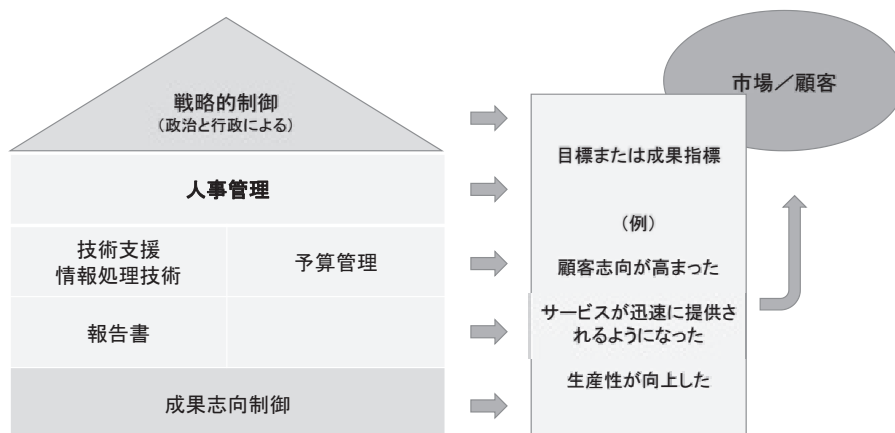 戦略的制御
(政治と行政による)
人事管理
技術支援
情報処理技術
予算管理
報告書
成果志向制御
市場／顧客
目標または成果指標
(例)
顧客志向が高まった
サービスが迅速に提供さ
れるようになった
生産性が向上した